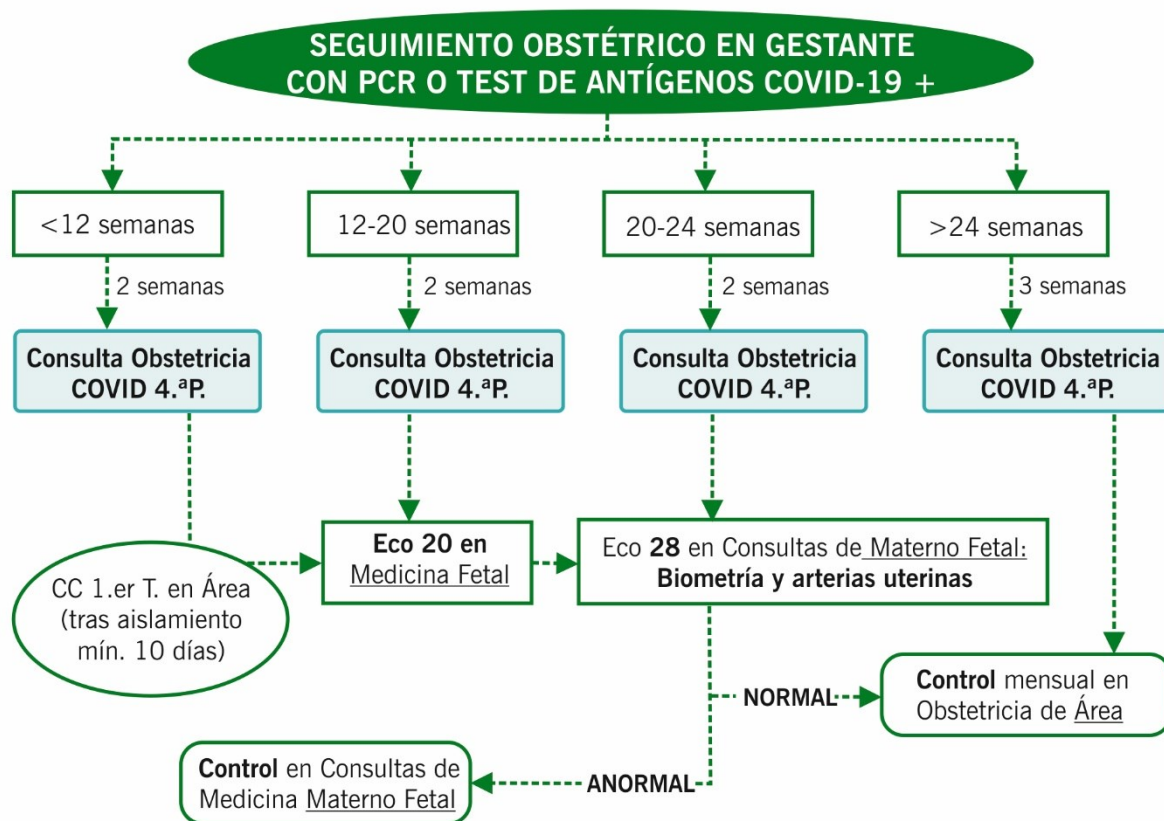 SEGUIMIENTO OBSTÉTRICO EN GESTANTE
CON PCR O TEST DE ANTÍGENOS COVID-19 +
<12 semanas
12-20 semanas
20-24 semanas
>24 semanas
2 semanas
2 semanas
2 semanas
3 semanas
Consulta Obstetricia
COVID 4.ªP.
Consulta Obstetricia
COVID 4.ªP.
Consulta Obstetricia
COVID 4.ªP.
Consulta Obstetricia
COVID 4.ªP.
CC 1.er T. en Área
(tras aislamiento
mín. 10 días)
Eco 20 en
Medicina Fetal
Eco 28 en Consultas de Materno Fetal:
Biometría y arterias uterinas
NORMAL
Control mensual en
Obstetricia de Área
ANORMAL
Control en Consultas de
Medicina Materno Fetal